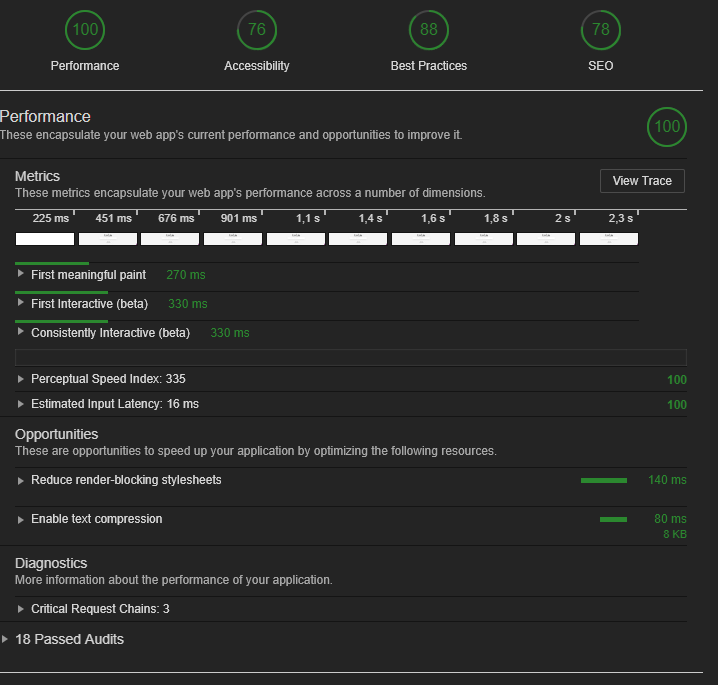 100 76 88 78
Performance Accessibility Best Practices SEO
Performance 100
These encapsulate your web app's current performance and opportunities to improve it.
Metrics View Trace
These metrics encapsulate your web app's performance across a number of dimensions.
225 ms 451 ms 676 ms 901 ms 1,1 s 1,4 s 1,6 s 1,8 s 2 s 2,3 s
First meaningful paint 270 ms
First Interactive (beta) 330 ms
Consistently Interactive (beta) 330 ms
Perceptual Speed Index: 335 100
Estimated Input Latency: 16 ms 100
Opportunities
These are opportunities to speed up your application by optimizing the following resources.
Reduce render-blocking stylesheets 140 ms
Enable text compression 80 ms
8 KB
Diagnostics
More information about the performance of your application.
Critical Request Chains: 3
18 Passed Audits